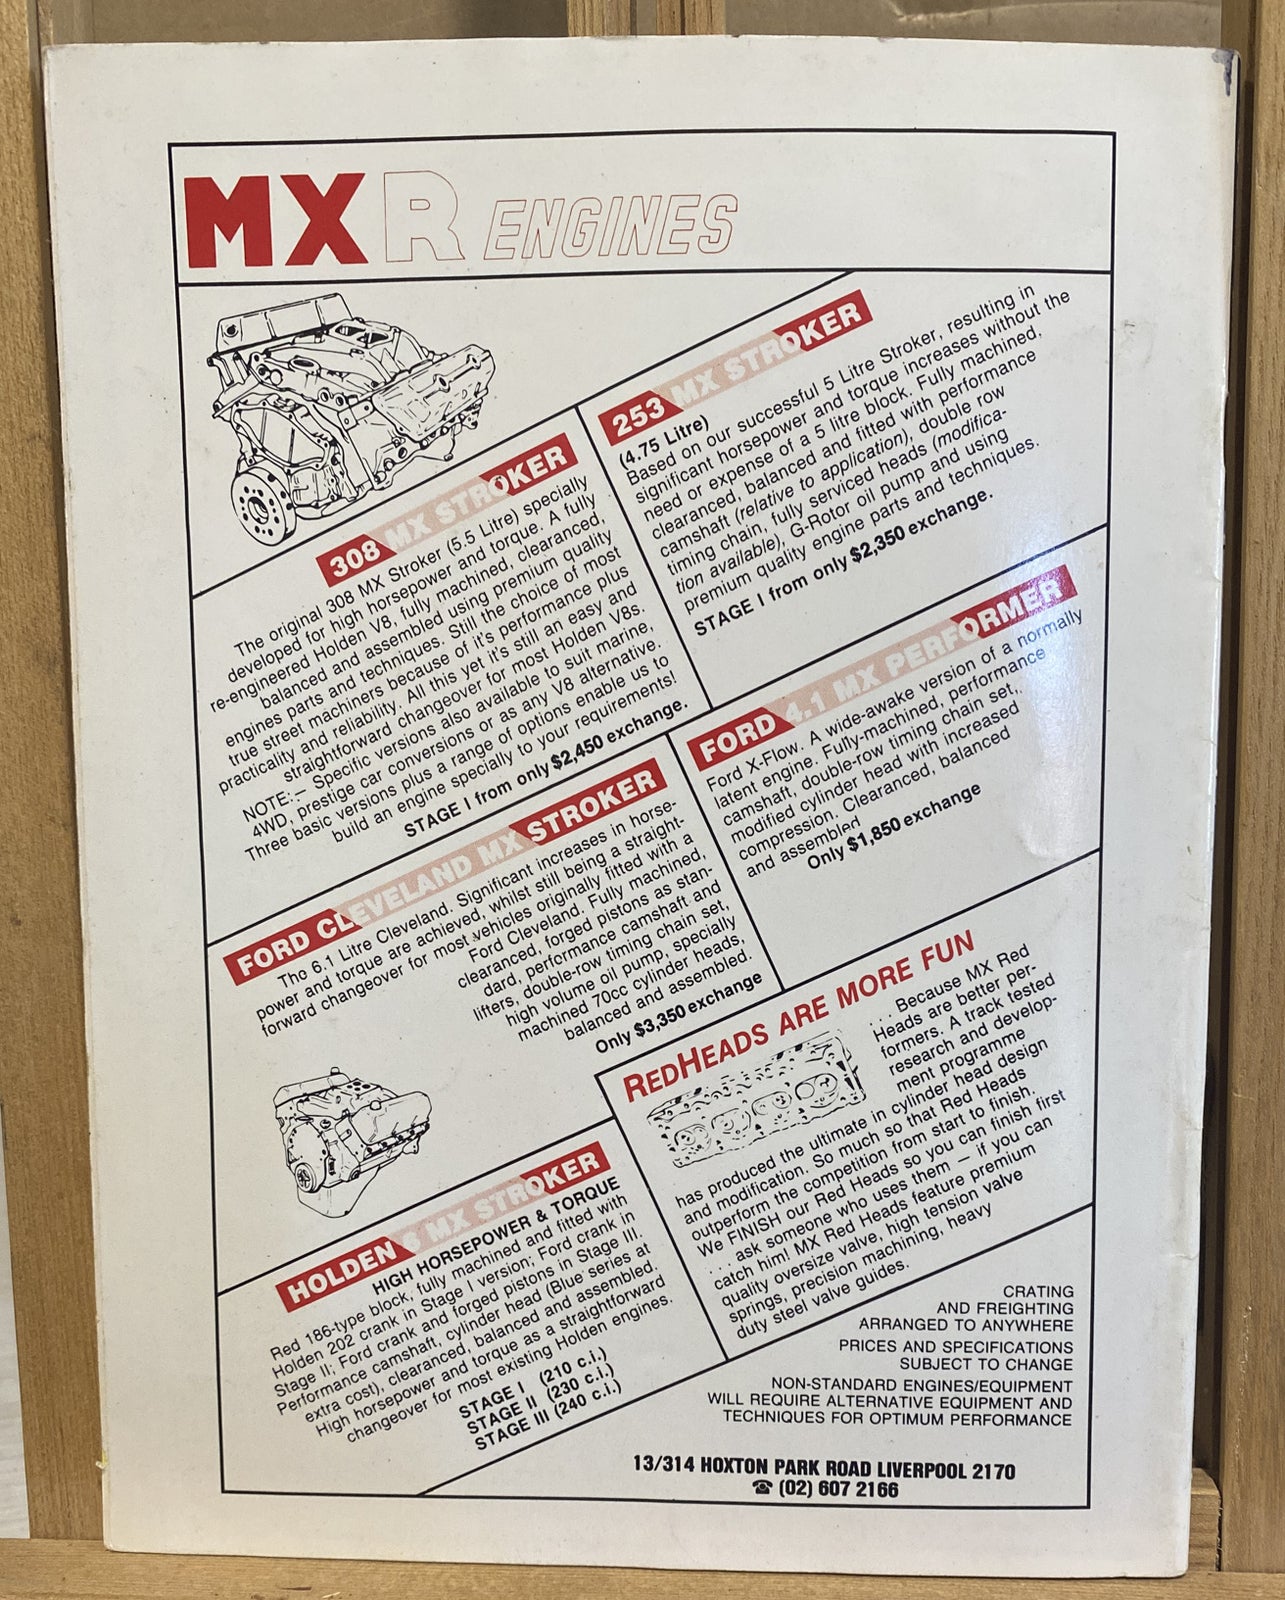 MXR ENGINES
308 MX STROKER
The original 308 MX Stroker (5.5 Litre) specially
developed for high horsepower and torque. A fully
re-engineered Holden V8, fully machined, clearanced,
balanced and assembled using premium quality
engines parts and techniques. Still the choice of most
true street machiners because of it's performance plus
practicality and reliability. All this yet it's still an easy and
straightforward changeover for most Holden V8s.
NOTE:— Specific versions also available to suit marine,
4WD, prestige car conversions or as any V8 alternative.
Three basic versions plus a range of options enable us to
build an engine specially to your requirements!
STAGE I from only $2,450 exchange.
253 MX STROKER
(4.75 Litre)
Based on our successful 5 Litre Stroker, resulting in
significant horsepower and torque increases without the
need or expense of a 5 litre block. Fully machined,
clearanced, balanced and fitted with performance
camshaft (relative to application), double row
timing chain, fully serviced heads (modifica-
tion available), G-Rotor oil pump and using
premium quality engine parts and techniques.
STAGE I from only $2,350 exchange.
FORD 4.1 MX PERFORMER
Ford X-Flow. A wide-awake version of a normally
latent engine. Fully-machined, performance
camshaft, double-row timing chain set,
modified cylinder head with increased
compression. Clearanced, balanced
and assembled
Only $1,850 exchange
FORD CLEVELAND MX STROKER
The 6.1 Litre Cleveland. Significant increases in horse-
power and torque are achieved, whilst still being a straight-
forward changeover for most vehicles originally fitted with a
Ford Cleveland. Fully machined,
clearanced, forged pistons as stan-
dard, performance camshaft and
lifters, double-row timing chain set,
high volume oil pump, specially
machined 70cc cylinder heads,
balanced and assembled.
Only $3,350 exchange
REDHEADS ARE MORE FUN
. . . Because MX Red
Heads are better per-
formers. A track tested
research and develop-
ment programme
has produced the ultimate in cylinder head design
and modification. So much so that Red Heads
outperform the competition from start to finish.
We FINISH our Red Heads so you can finish first
. . . ask someone who uses them — if you can
catch him! MX Red Heads feature premium
quality oversize valve, high tension valve
springs, precision machining, heavy
duty steel valve guides.
HOLDEN 6 MX STROKER
HIGH HORSEPOWER & TORQUE
Red 186-type block, fully machined and fitted with
Holden 202 crank in Stage I version; Ford crank in
Stage II; Ford crank and forged pistons in Stage III.
Performance camshaft, cylinder head (Blue series at
extra cost), clearanced, balanced and assembled.
High horsepower and torque as a straightforward
changeover for most existing Holden engines.
STAGE I (210 c.i.)
STAGE II (230 c.i.)
STAGE III (240 c.i.)
CRATING
AND FREIGHTING
ARRANGED TO ANYWHERE
PRICES AND SPECIFICATIONS
SUBJECT TO CHANGE
NON-STANDARD ENGINES/EQUIPMENT
WILL REQUIRE ALTERNATIVE EQUIPMENT AND
TECHNIQUES FOR OPTIMUM PERFORMANCE
13/314 HOXTON PARK ROAD LIVERPOOL 2170
☎ (02) 607 2166